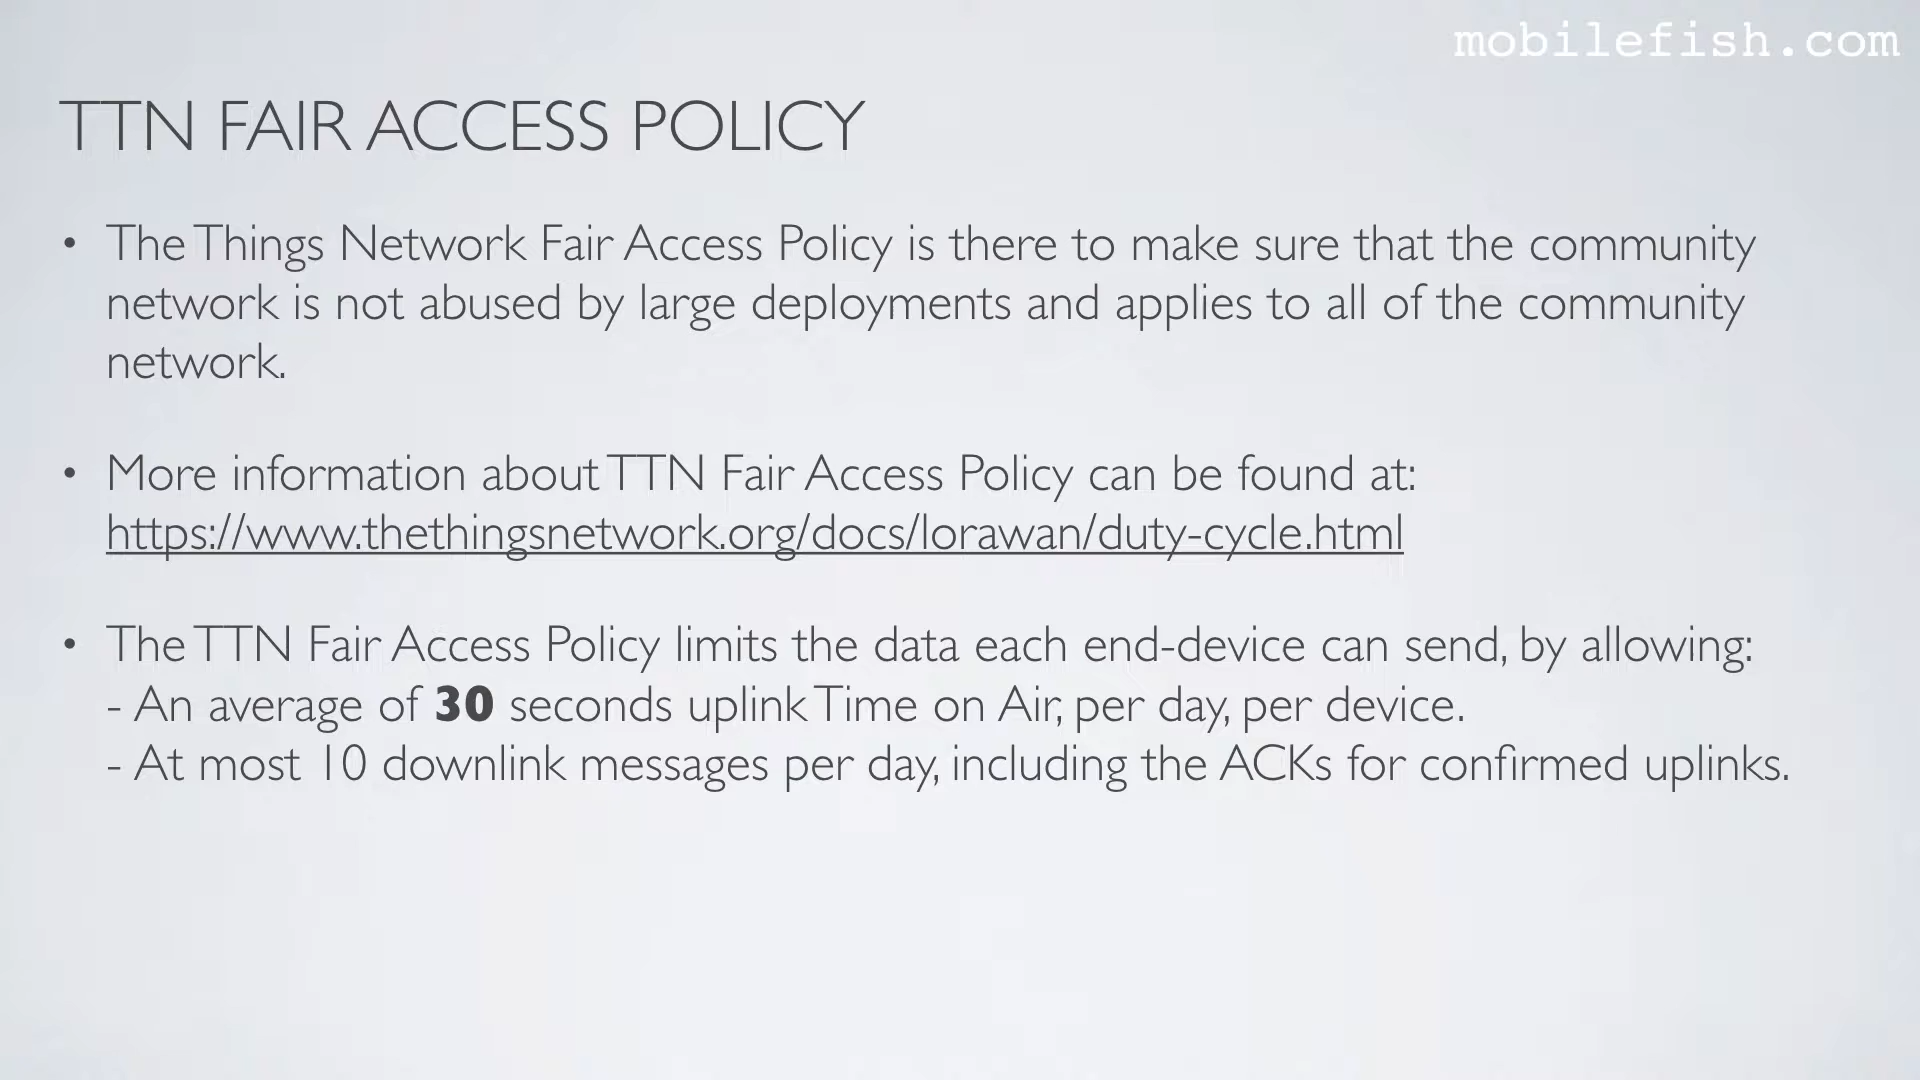 mobilefish.com
TTN FAIR ACCESS POLICY
• The Things Network Fair Access Policy is there to make sure that the community
network is not abused by large deployments and applies to all of the community
network.
• More information about TTN Fair Access Policy can be found at:
https://www.thethingsnetwork.org/docs/lorawan/duty-cycle.html
• The TTN Fair Access Policy limits the data each end-device can send, by allowing:
- An average of 30 seconds uplink Time on Air, per day, per device.
- At most 10 downlink messages per day, including the ACKs for confirmed uplinks.